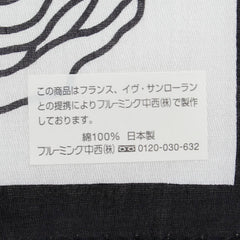 この商品はフランス、イヴ・サンローラン
との提携によりブルーミング中西(株)で製作
しております。
綿100% 日本製
ブルーミング中西(株) 0120-030-632